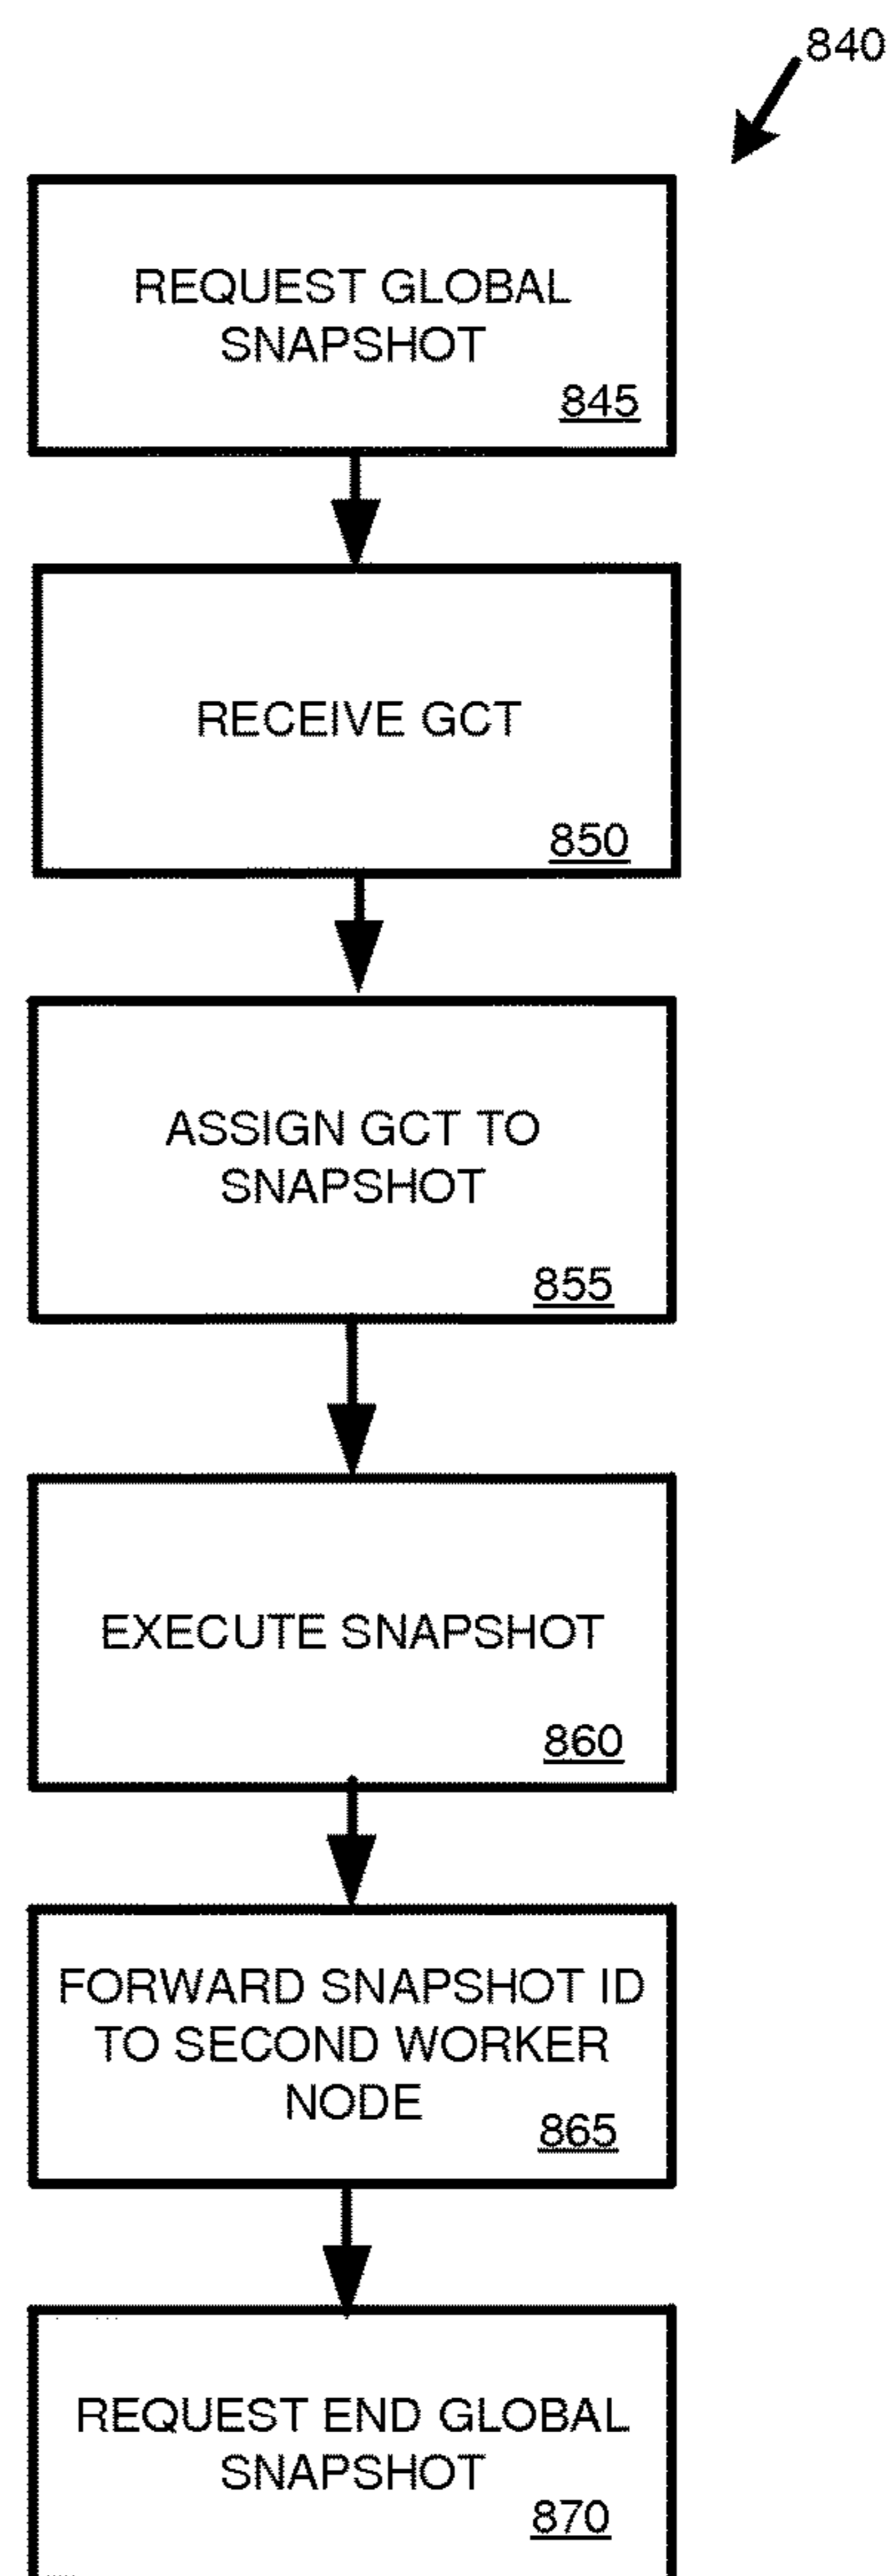 840
REQUEST GLOBAL
SNAPSHOT
845
RECEIVE GCT
850
ASSIGN GCT TO
SNAPSHOT
855
EXECUTE SNAPSHOT
860
FORWARD SNAPSHOT ID
TO SECOND WORKER
NODE
865
REQUEST END GLOBAL
SNAPSHOT
870